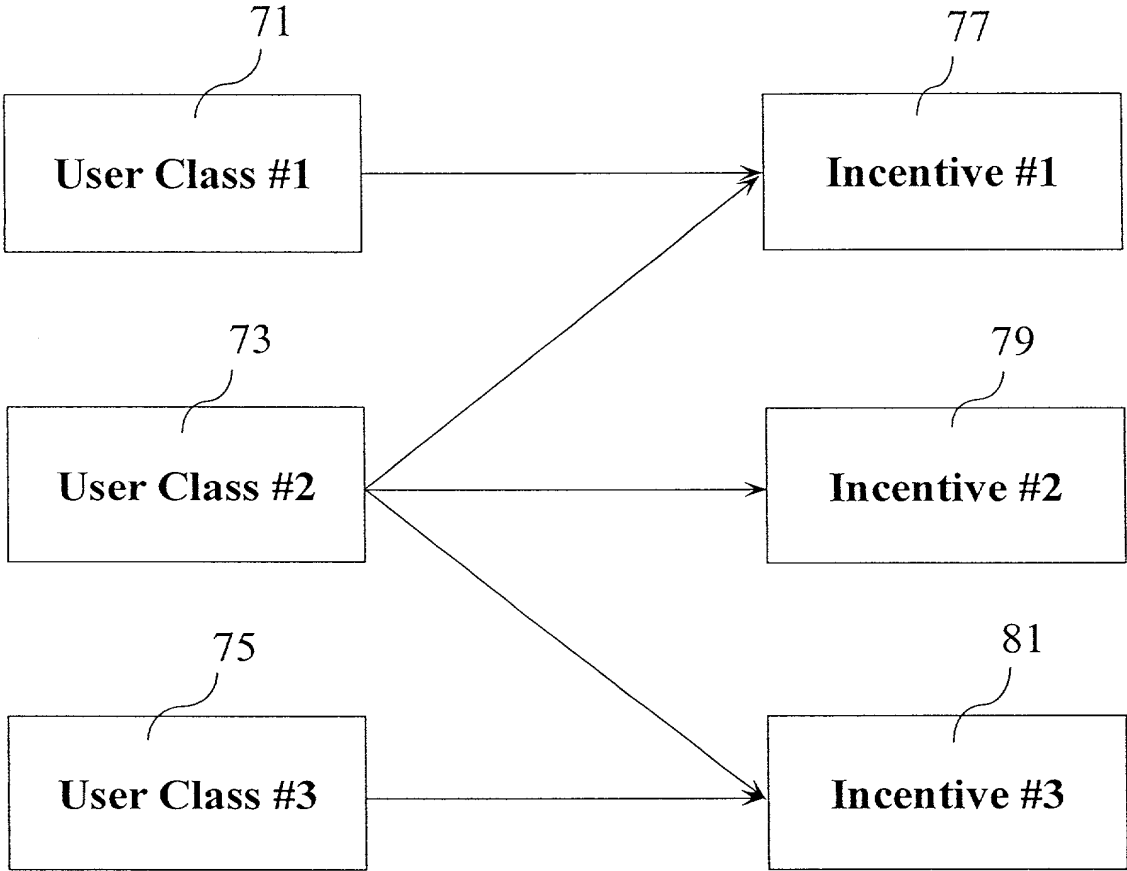 71
77
User Class #1
Incentive #1
73
79
User Class #2
Incentive #2
75
81
User Class #3
Incentive #3